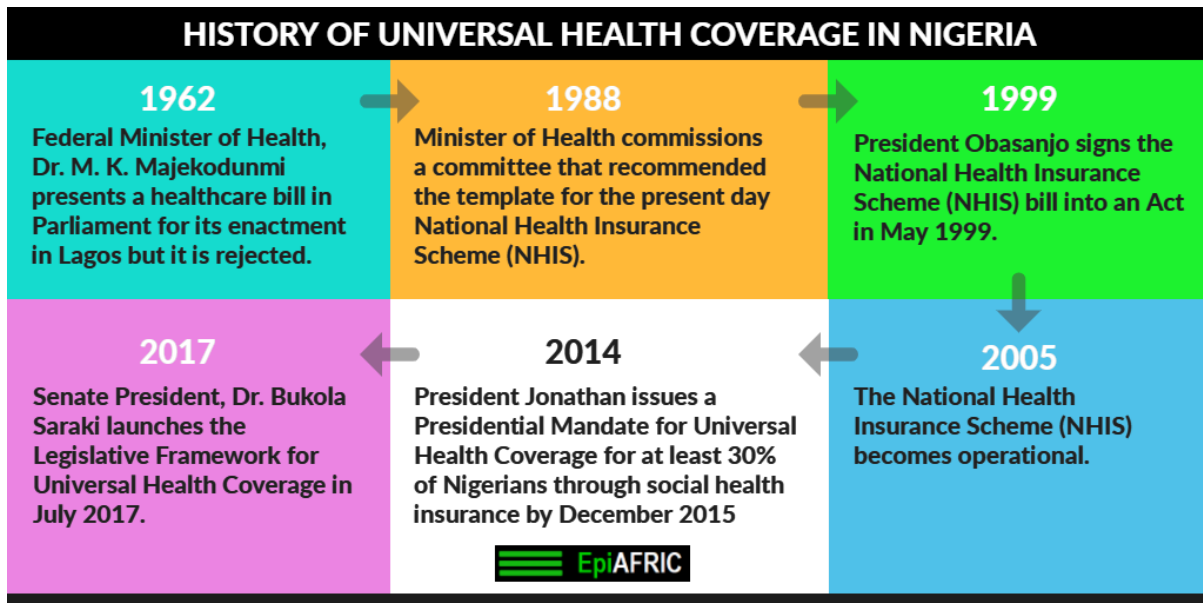 HISTORY OF UNIVERSAL HEALTH COVERAGE IN NIGERIA
1962
Federal Minister of Health,
Dr. M. K. Majekodunmi
presents a healthcare bill in
Parliament for its enactment
in Lagos but it is rejected.
1988
Minister of Health commissions
a committee that recommended
the template for the present day
National Health Insurance
Scheme (NHIS).
1999
President Obasanjo signs the
National Health Insurance
Scheme (NHIS) bill into an Act
in May 1999.
2005
The National Health
Insurance Scheme (NHIS)
becomes operational.
2014
President Jonathan issues a
Presidential Mandate for Universal
Health Coverage for at least 30%
of Nigerians through social health
insurance by December 2015
EpiAFRIC
2017
Senate President, Dr. Bukola
Saraki launches the
Legislative Framework for
Universal Health Coverage in
July 2017.